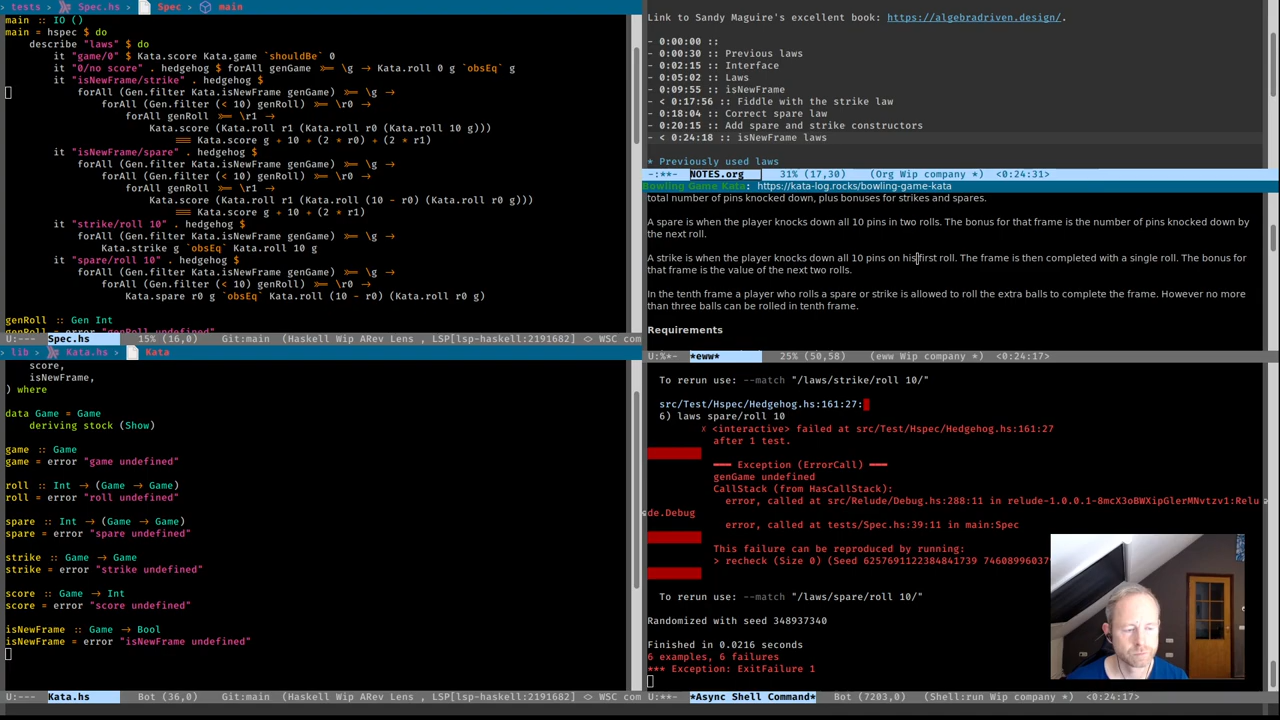 tests > Spec.hs > Spec > main
main :: IO ()
main = hspec $ do
    describe "laws" $ do
        it "game/0" $ Kata.score Kata.game `shouldBe` 0
        it "0/no score" . hedgehog $ forAll genGame >>= \g → Kata.roll 0 g `obsEq` g
        it "isNewFrame/strike" . hedgehog $
            forAll (Gen.filter Kata.isNewFrame genGame) >>= \g →
                forAll (Gen.filter (< 10) genRoll) >>= \r0 →
                    forAll genRoll >>= \r1 →
                        Kata.score (Kata.roll r1 (Kata.roll r0 (Kata.roll 10 g)))
                            === Kata.score g + 10 + (2 * r0) + (2 * r1)
        it "isNewFrame/spare" . hedgehog $
            forAll (Gen.filter Kata.isNewFrame genGame) >>= \g →
                forAll (Gen.filter (< 10) genRoll) >>= \r0 →
                    forAll genRoll >>= \r1 →
                        Kata.score (Kata.roll r1 (Kata.roll (10 - r0) (Kata.roll r0 g)))
                            === Kata.score g + 10 + (2 * r1)
        it "strike/roll 10" . hedgehog $
            forAll (Gen.filter Kata.isNewFrame genGame) >>= \g →
                Kata.strike g `obsEq` Kata.roll 10 g
        it "spare/roll 10" . hedgehog $
            forAll (Gen.filter Kata.isNewFrame genGame) >>= \g →
                forAll (Gen.filter (< 10) genRoll) >>= \r0 →
                    Kata.spare r0 g `obsEq` Kata.roll (10 - r0) (Kata.roll r0 g)
genRoll :: Gen Int
genRoll = error "genRoll undefined"
U:--- Spec.hs 15% (16,0) Git:main (Haskell Wip ARev Lens , LSP[lsp-haskell:2191682] <> WSC com
lib > Kata.hs > Kata
    score,
    isNewFrame,
) where
data Game = Game
    deriving stock (Show)
game :: Game
game = error "game undefined"
roll :: Int → (Game → Game)
roll = error "roll undefined"
spare :: Int → (Game → Game)
spare = error "spare undefined"
strike :: Game → Game
strike = error "strike undefined"
score :: Game → Int
score = error "score undefined"
isNewFrame :: Game → Bool
isNewFrame = error "isNewFrame undefined"
U:--- Kata.hs Bot (36,0) Git:main (Haskell Wip ARev Lens , LSP[lsp-haskell:2191682] <> WSC com
Link to Sandy Maguire's excellent book: https://algebradriven.design/.
- 0:00:00 ::
- 0:00:30 :: Previous laws
- 0:02:15 :: Interface
- 0:05:02 :: Laws
- 0:09:55 :: isNewFrame
- < 0:17:56 :: Fiddle with the strike law
- 0:18:04 :: Correct spare law
- 0:20:15 :: Add spare and strike constructors
- < 0:24:18 :: isNewFrame laws
* Previously used laws
-:**- NOTES.org 31% (17,30) (Org Wip company *) <0:24:31>
Bowling Game Kata: https://kata-log.rocks/bowling-game-kata
total number of pins knocked down, plus bonuses for strikes and spares.
A spare is when the player knocks down all 10 pins in two rolls. The bonus for that frame is the number of pins knocked down by
the next roll.
A strike is when the player knocks down all 10 pins on his first roll. The frame is then completed with a single roll. The bonus for
that frame is the value of the next two rolls.
In the tenth frame a player who rolls a spare or strike is allowed to roll the extra balls to complete the frame. However no more
than three balls can be rolled in tenth frame.
Requirements
U:%*- *eww* 25% (50,58) (eww Wip company *) <0:24:17>
To rerun use: --match "/laws/strike/roll 10/"
src/Test/Hspec/Hedgehog.hs:161:27:
6) laws spare/roll 10
✗ <interactive> failed at src/Test/Hspec/Hedgehog.hs:161:27
after 1 test.
━━━ Exception (ErrorCall) ━━━
genGame undefined
CallStack (from HasCallStack):
error, called at src/Relude/Debug.hs:288:11 in relude-1.0.0.1-8mcX3oBWXipGlerMNvtzv1:Relu
de.Debug
error, called at tests/Spec.hs:39:11 in main:Spec
This failure can be reproduced by running:
> recheck (Size 0) (Seed 6257691122384841739 74608996037
To rerun use: --match "/laws/spare/roll 10/"
Randomized with seed 348937340
Finished in 0.0216 seconds
6 examples, 6 failures
*** Exception: ExitFailure 1
U:**- *Async Shell Command* Bot (7203,0) (Shell:run Wip company *) <0:24:17>